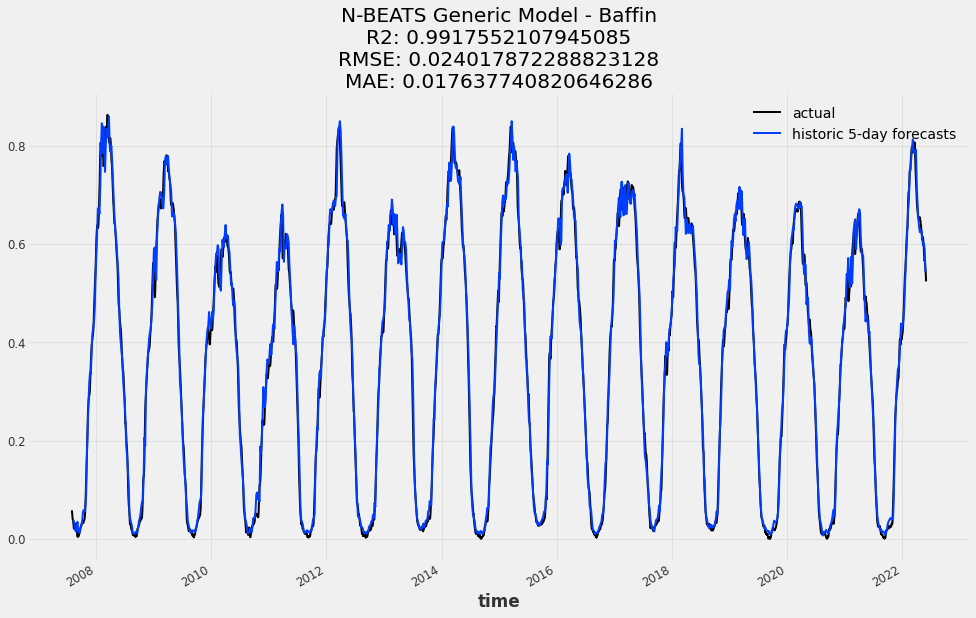 N-BEATS Generic Model - Baffin
R2: 0.9917552107945085
RMSE: 0.024017872288823128
MAE: 0.017637740820646286
actual
historic 5-day forecasts
0.8
0.6
0.4
0.2
0.0
2008 2010 2012 2014 2016 2018 2020 2022
time